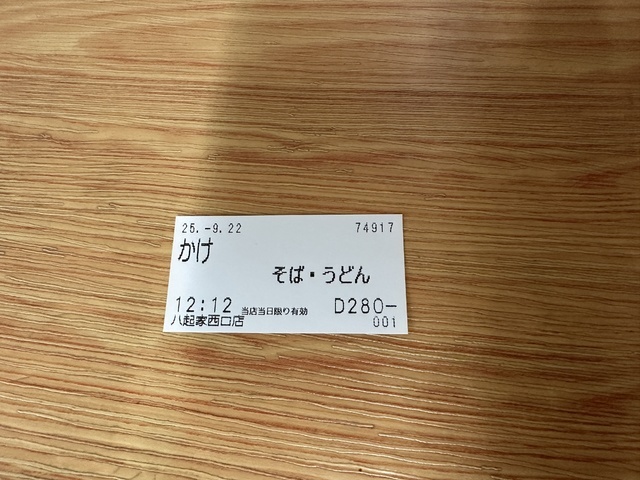 25.-9.22 74917
かけ
そば・うどん
12:12 当店当日限り有効 D280-
八起家西口店 001